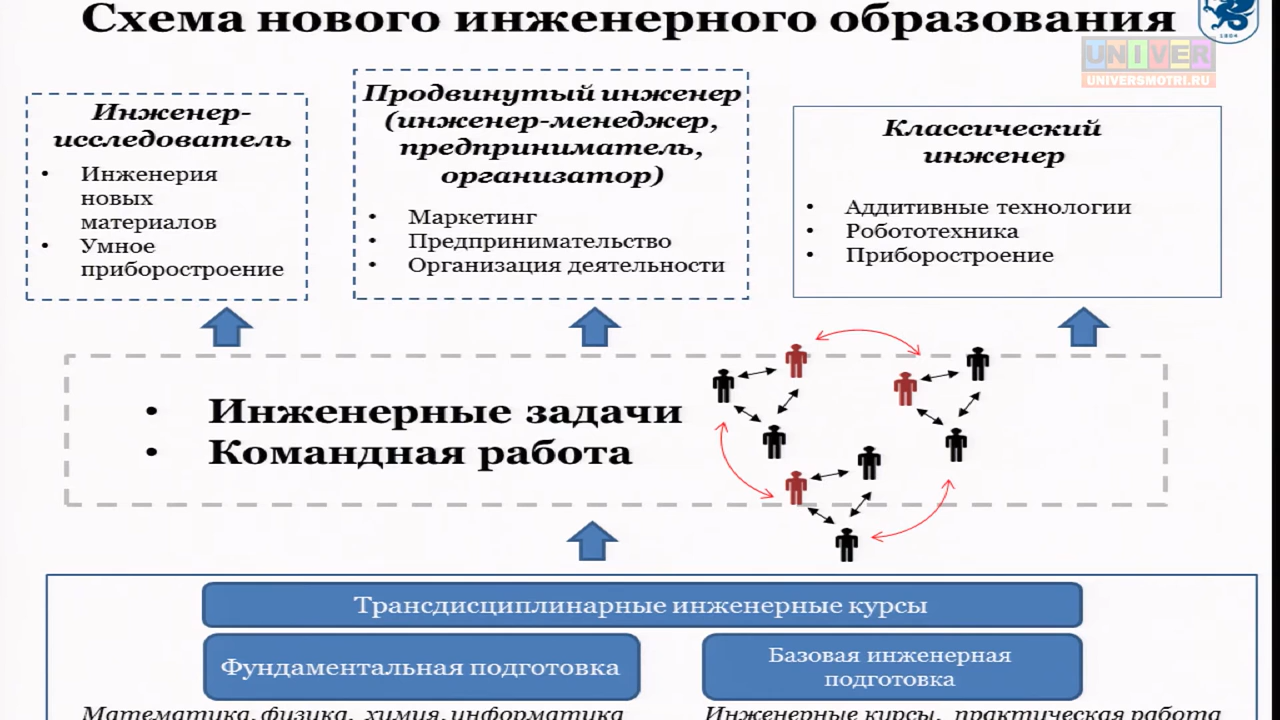 Схема нового инженерного образования
1804
UNIVER
UNIVERSMOTRI.RU
Инженер-
исследователь
• Инженерия
новых
материалов
• Умное
приборостроение
Продвинутый инженер
(инженер-менеджер,
предприниматель,
организатор)
• Маркетинг
• Предпринимательство
• Организация деятельности
Классический
инженер
• Аддитивные технологии
• Робототехника
• Приборостроение
• Инженерные задачи
• Командная работа
Трансдисциплинарные инженерные курсы
Фундаментальная подготовка
Базовая инженерная
подготовка
Математика, физика, химия, информатика
Инженерные курсы, практическая работа